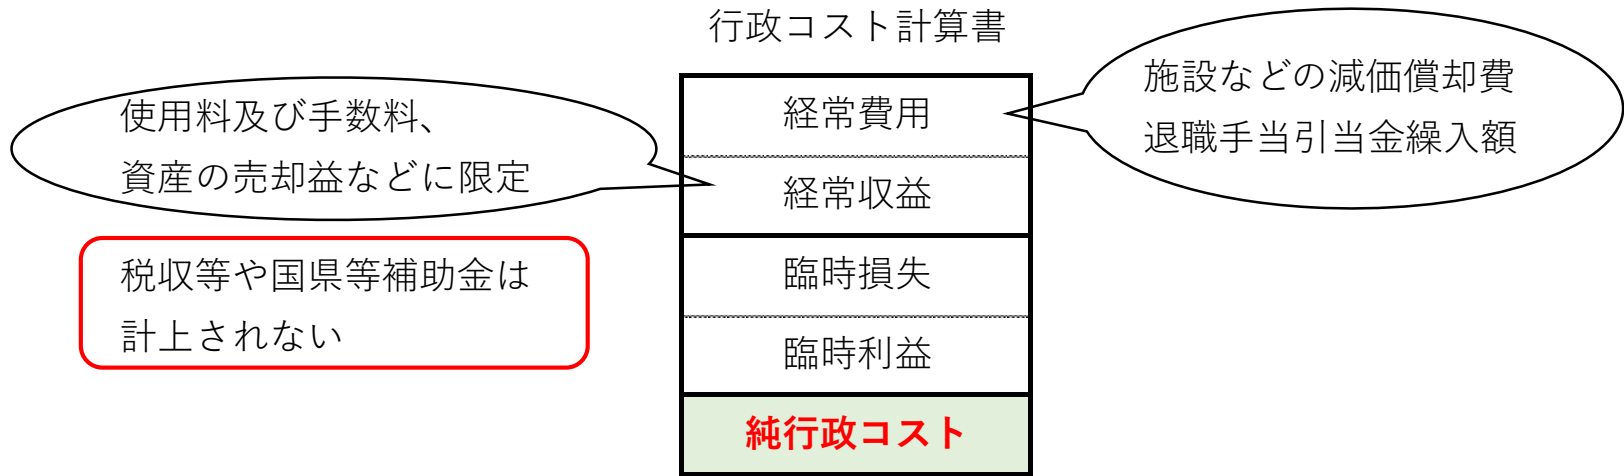 行政コスト計算書
使用料及び手数料、
資産の売却益などに限定
税収等や国県等補助金は
計上されない
経常費用
経常収益
臨時損失
臨時利益
純行政コスト
施設などの減価償却費
退職手当引当金繰入額